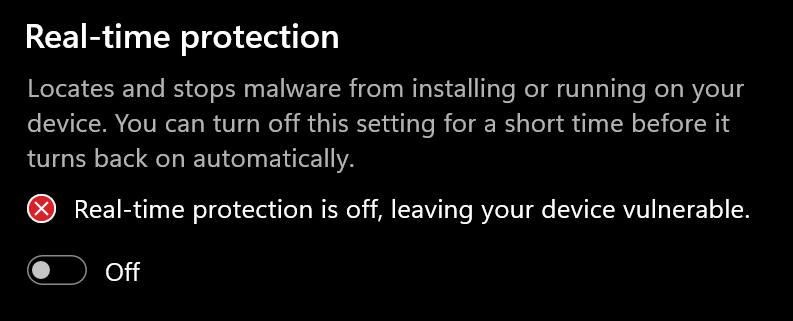 Real-time protection
Locates and stops malware from installing or running on your
device. You can turn off this setting for a short time before it
turns back on automatically.
Real-time protection is off, leaving your device vulnerable.
Off